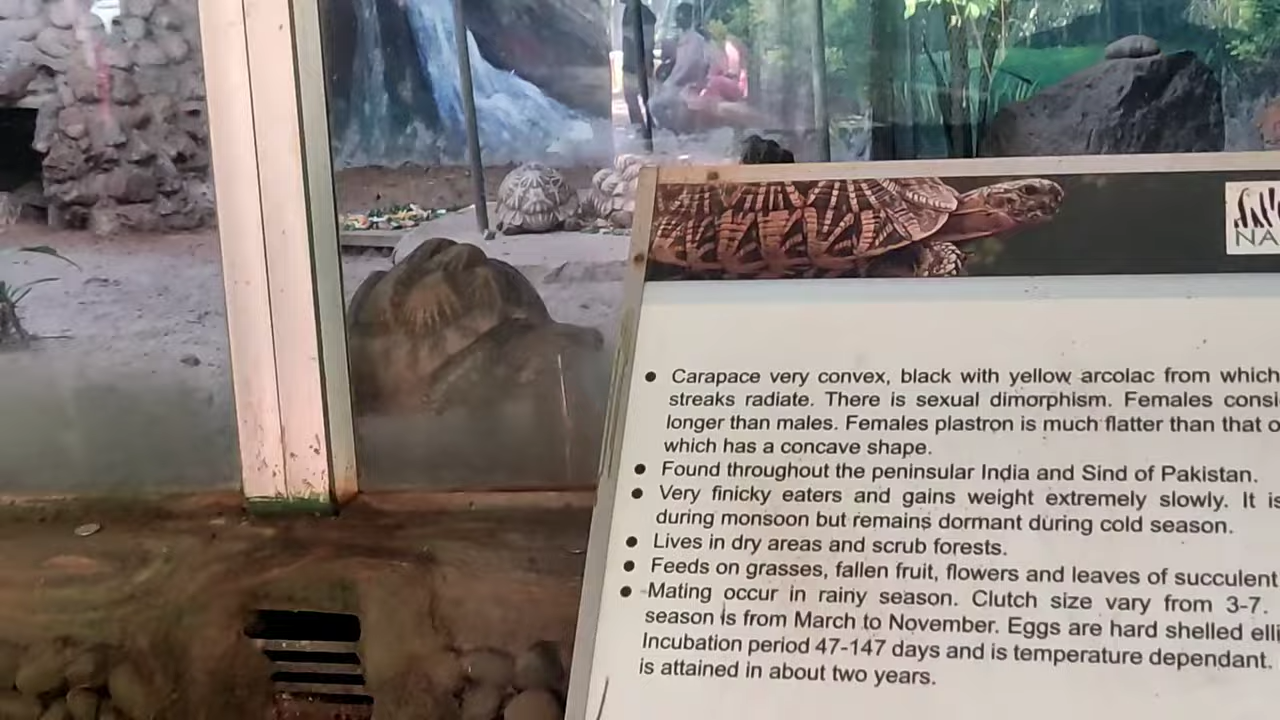 NA
● Carapace very convex, black with yellow arcolac from which
streaks radiate. There is sexual dimorphism. Females consi
longer than males. Females plastron is much flatter than that o
which has a concave shape.
● Found throughout the peninsular India and Sind of Pakistan.
● Very finicky eaters and gains weight extremely slowly. It is
during monsoon but remains dormant during cold season.
● Lives in dry areas and scrub forests.
● Feeds on grasses, fallen fruit, flowers and leaves of succulent
● Mating occur in rainy season. Clutch size vary from 3-7.
season is from March to November. Eggs are hard shelled elli
Incubation period 47-147 days and is temperature dependant.
is attained in about two years.